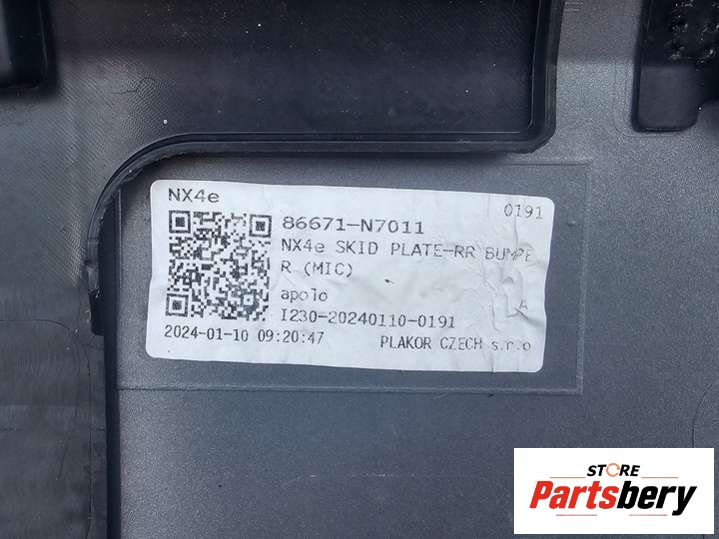 NX4e
0191
86671-N7011
NX4e SKID PLATE-RR BUMPE
R (MIC)
apolo
A
I230-20240110-0191
2024-01-10 09:20:47
PLAKOR CZECH s.r.o
STORE
Partsbery